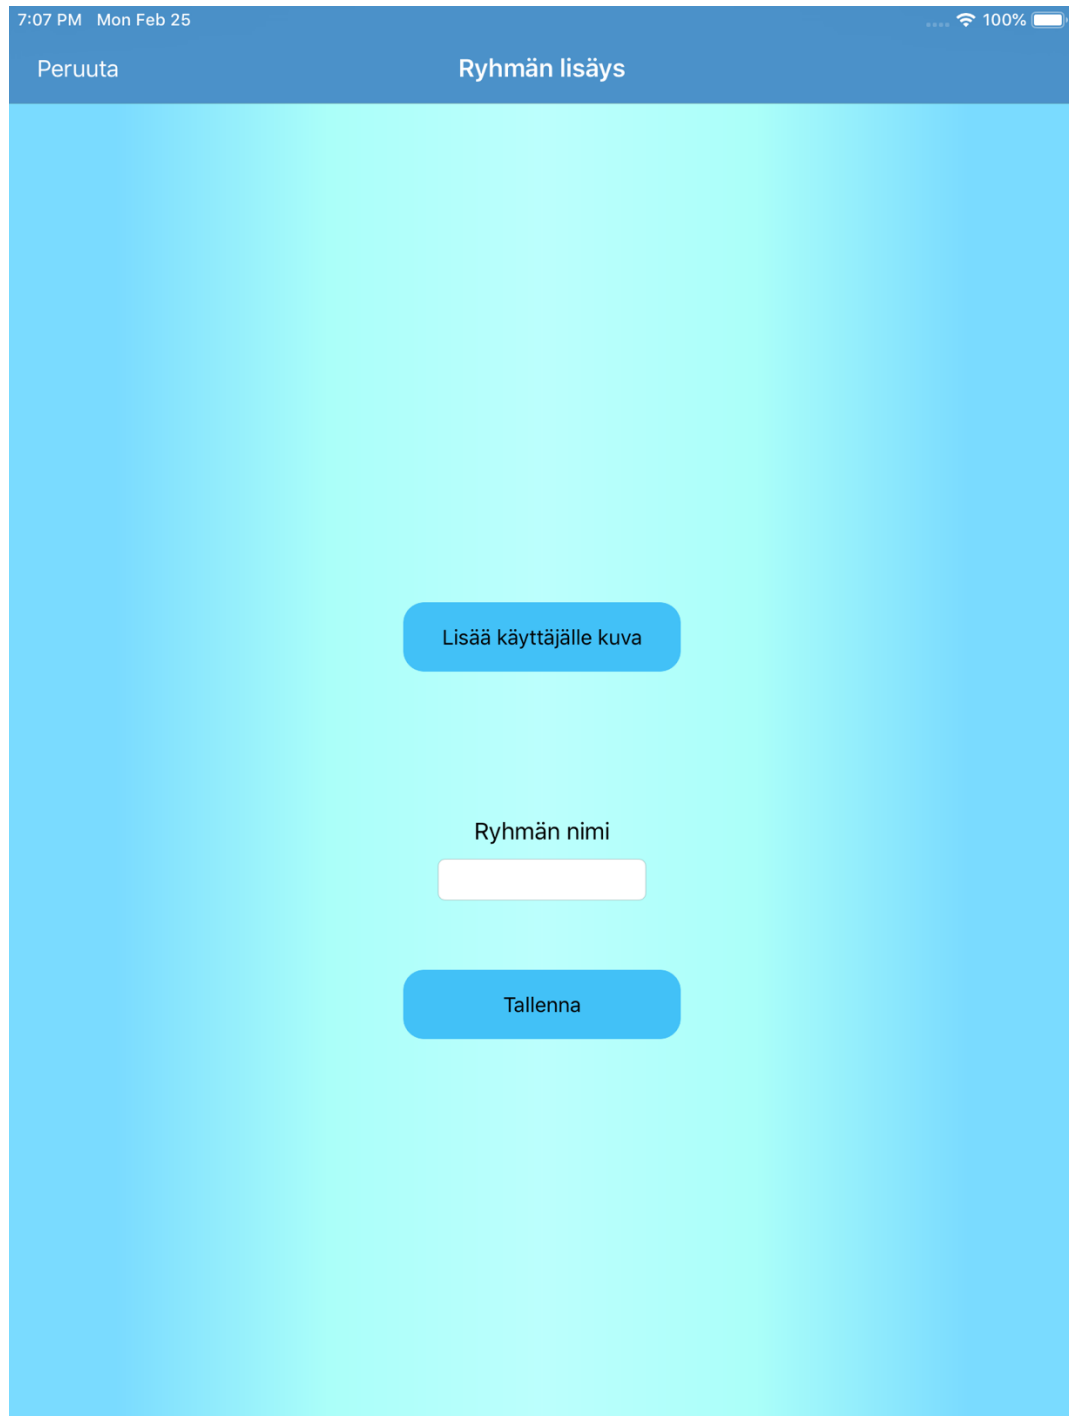 7:07 PM Mon Feb 25 100%
Peruuta Ryhmän lisäys
Lisää käyttäjälle kuva
Ryhmän nimi
Tallenna